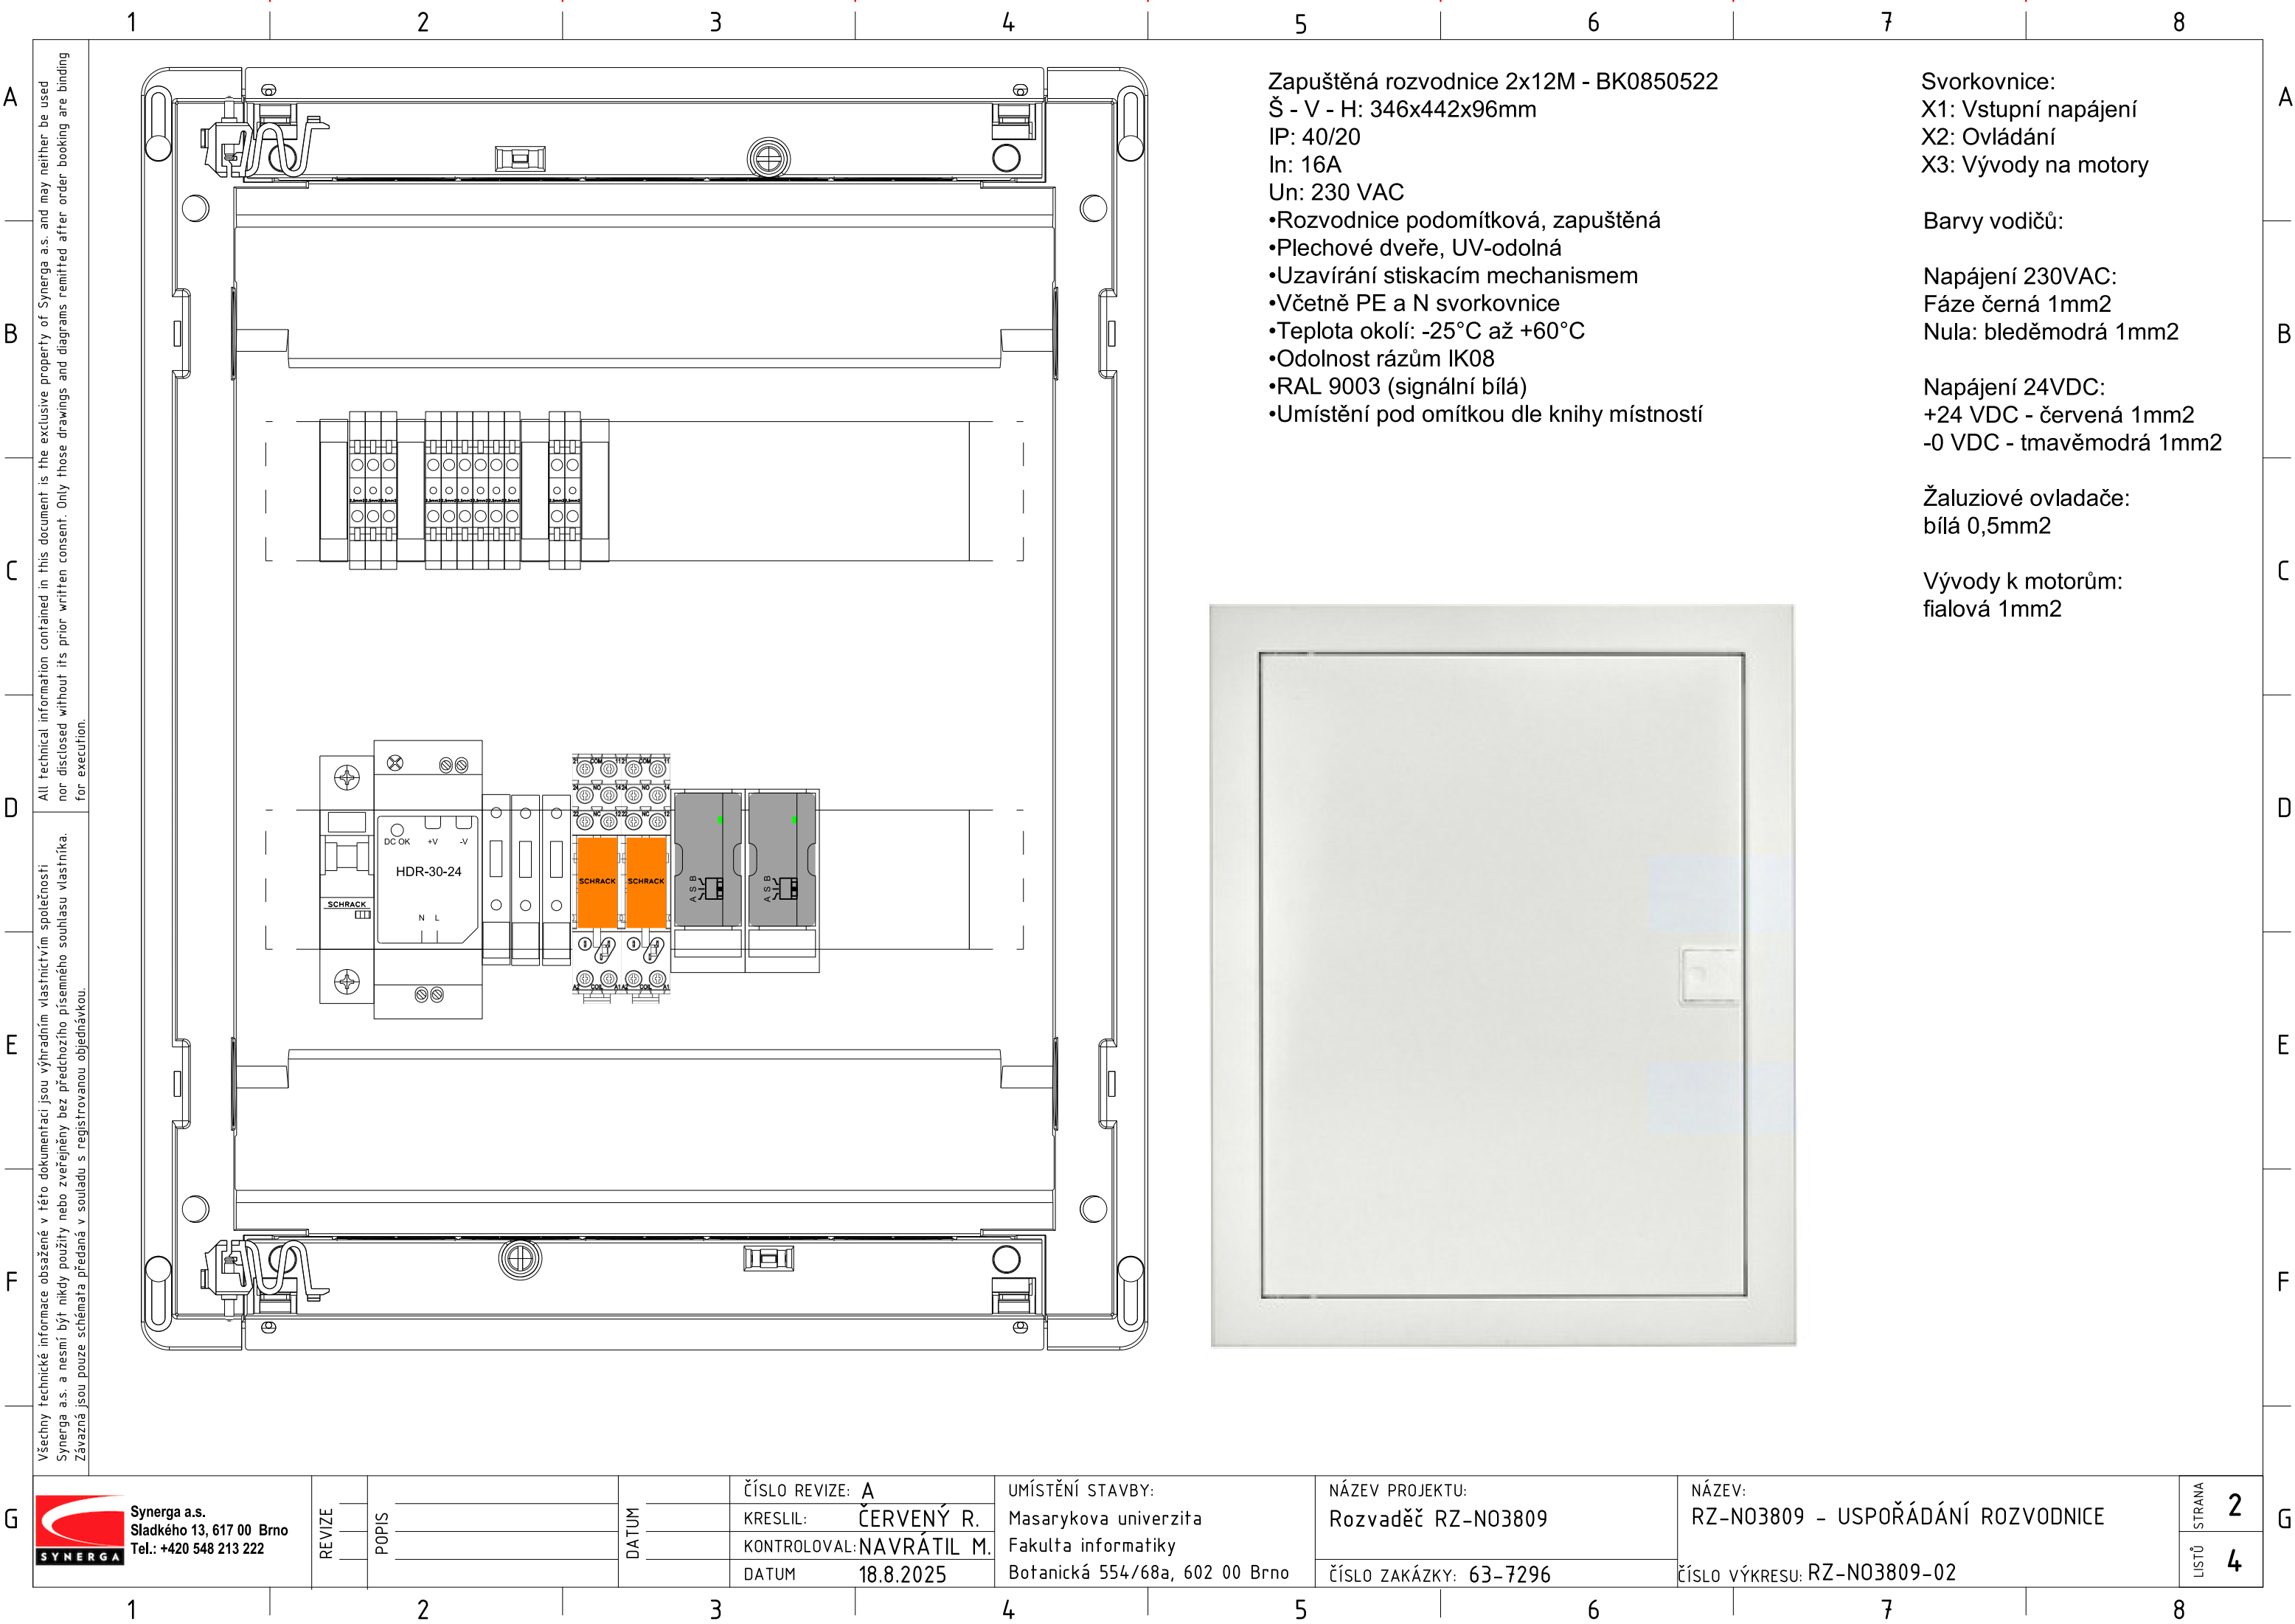 1 2 3 4 5 6 7 8
A
B
C
D
E
F
G
All technical information contained in this document is the exclusive property of Synerga a.s. and may neither be used
nor disclosed without its prior written consent. Only those drawings and diagrams remitted after order booking are binding
for execution.
Všechny technické informace obsažené v této dokumentaci jsou výhradním vlastnictvím společnosti
Synerga a.s. a nesmí být nikdy použity nebo zveřejněny bez předchozího písemného souhlasu vlastníka.
Závazná jsou pouze schémata předaná v souladu s registrovanou objednávkou.
Zapuštěná rozvodnice 2x12M - BK0850522
Š - V - H: 346x442x96mm
IP: 40/20
In: 16A
Un: 230 VAC
•Rozvodnice podomítková, zapuštěná
•Plechové dveře, UV-odolná
•Uzavírání stiskacím mechanismem
•Včetně PE a N svorkovnice
•Teplota okolí: -25°C až +60°C
•Odolnost rázům IK08
•RAL 9003 (signální bílá)
•Umístění pod omítkou dle knihy místností
Svorkovnice:
X1: Vstupní napájení
X2: Ovládání
X3: Vývody na motory
Barvy vodičů:
Napájení 230VAC:
Fáze černá 1mm2
Nula: bleděmodrá 1mm2
Napájení 24VDC:
+24 VDC - červená 1mm2
-0 VDC - tmavěmodrá 1mm2
Žaluziové ovladače:
bílá 0,5mm2
Vývody k motorům:
fialová 1mm2
SCHRACK
DC OK +V -V
HDR-30-24
N L
SCHRACK SCHRACK
A S B
A S B
A
B
C
D
E
F
G
SYNERGA
Synerga a.s.
Sladkého 13, 617 00 Brno
Tel.: +420 548 213 222
REVIZE
POPIS
DATUM
ČÍSLO REVIZE: A
KRESLIL: ČERVENÝ R.
KONTROLOVAL: NAVRÁTIL M.
DATUM 18.8.2025
UMÍSTĚNÍ STAVBY:
Masarykova univerzita
Fakulta informatiky
Botanická 554/68a, 602 00 Brno
NÁZEV PROJEKTU:
Rozvaděč RZ-NO3809
ČÍSLO ZAKÁZKY: 63-7296
NÁZEV:
RZ-NO3809 - USPOŘÁDÁNÍ ROZVODNICE
ČÍSLO VÝKRESU: RZ-NO3809-02
STRANA 2
LISTŮ 4
1 2 3 4 5 6 7 8